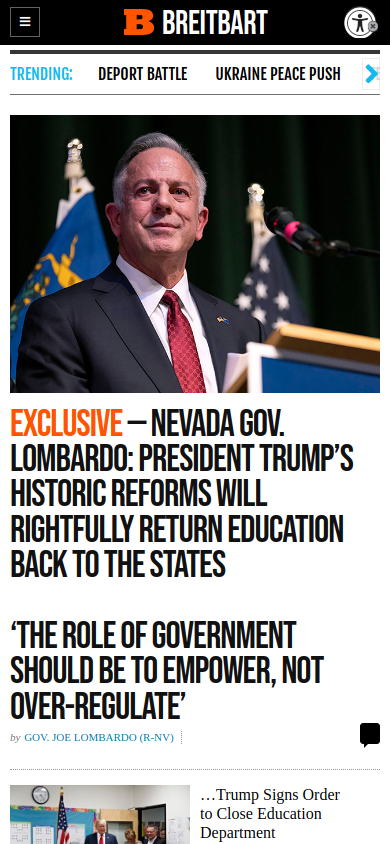 BREITBART
TRENDING:
DEPORT BATTLE
UKRAINE PEACE PUSH
EXCLUSIVE — NEVADA GOV.
LOMBARDO: PRESIDENT TRUMP’S
HISTORIC REFORMS WILL
RIGHTFULLY RETURN EDUCATION
BACK TO THE STATES
‘THE ROLE OF GOVERNMENT
SHOULD BE TO EMPOWER, NOT
OVER-REGULATE’
by GOV. JOE LOMBARDO (R-NV)
…Trump Signs Order
to Close Education
Department